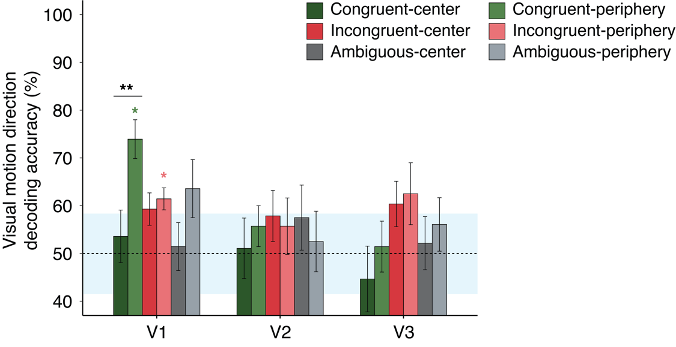 Congruent-center
Congruent-periphery
Incongruent-center
Incongruent-periphery
Ambiguous-center
Ambiguous-periphery
Visual motion direction
decoding accuracy (%)
100
90
80
70
60
50
40
**
*
*
V1
V2
V3